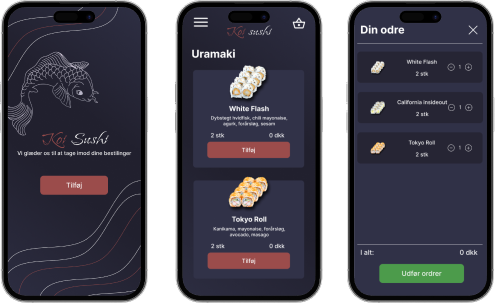 Koi Sushi
Vi glæder os til at tage imod dine bestilinger
Tilføj
Koi sushi
Uramaki
White Flash
Dybstegt hvidfisk, chili mayonaise,
agurk, forårsløg, sesam
2 stk 0 dkk
Tilføj
Tokyo Roll
Kanikama, mayonaise, forårsløg,
avocado, masago
2 stk 0 dkk
Tilføj
Din odre
White Flash
2 stk
1
California insideout
2 stk
1
Tokyo Roll
2 stk
1
I alt: 0 dkk
Udfør ordrer